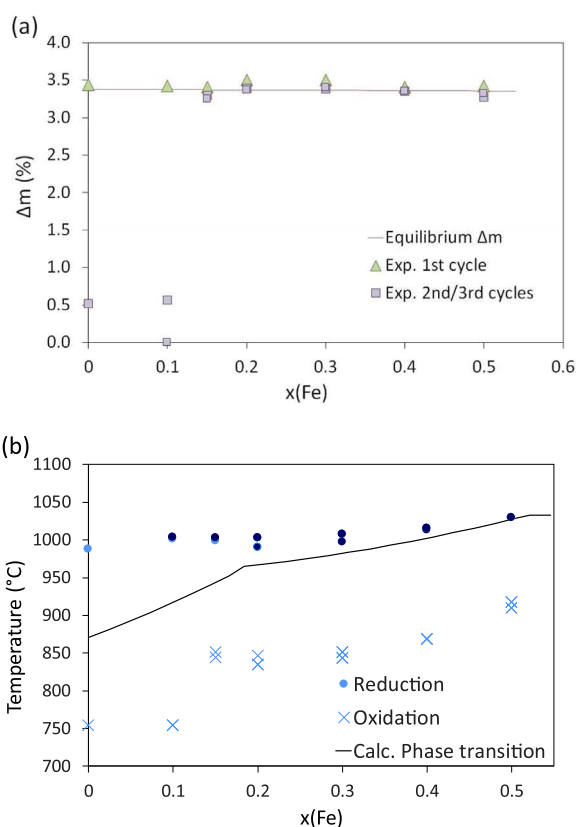 (a)
4.0
3.5
3.0
2.5
2.0
1.5
1.0
0.5
0.0
Δm (%)
Equilibrium Δm
Exp. 1st cycle
Exp. 2nd/3rd cycles
0 0.1 0.2 0.3 0.4 0.5 0.6
x(Fe)
(b)
1100
1050
1000
950
900
850
800
750
700
Temperature (°C)
Reduction
Oxidation
Calc. Phase transition
0 0.1 0.2 0.3 0.4 0.5
x(Fe)